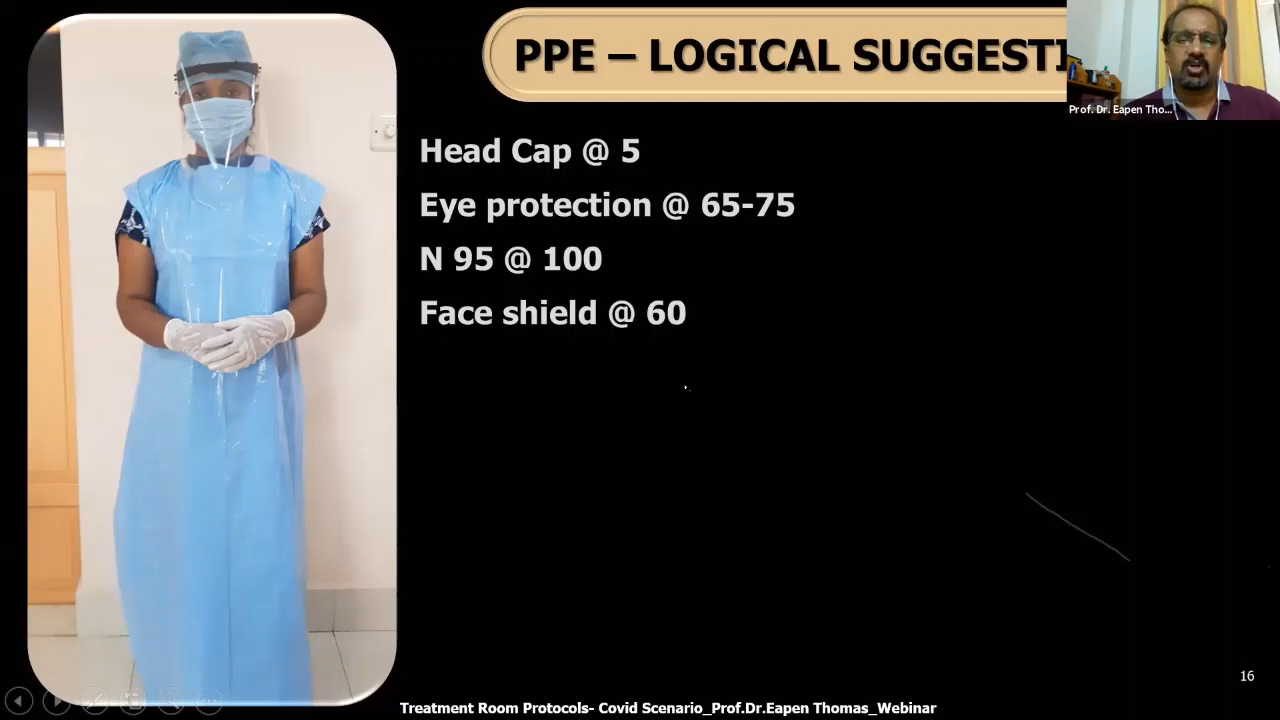 PPE – LOGICAL SUGGESTI
Prof. Dr. Eapen Tho...
Head Cap @ 5
Eye protection @ 65-75
N 95 @ 100
Face shield @ 60
16
Treatment Room Protocols- Covid Scenario_Prof.Dr.Eapen Thomas_Webinar